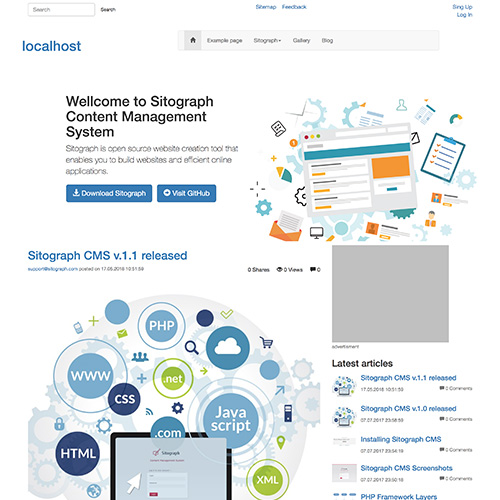 Search
Search
Sitemap
Feedback
Sing Up
Log In
localhost
Example page
Sitograph
Gallery
Blog
Wellcome to Sitograph
Content Management
System
Sitograph is open source website creation tool that
enables you to build websites and efficient online
applications.
Download Sitograph
Visit GitHub
Sitograph CMS v.1.1 released
support@sitograph.com posted on 17.05.2018 10:51:59
0 Shares
0 Views
0
advertisement
PHP
WWW
.net
CSS
Java
script
.com
HTML
XML
Sitograph
Latest articles
Sitograph CMS v.1.1 released
17.05.2018 10:51:59
0 Comments
Sitograph CMS v.1.0 released
07.07.2017 23:58:59
0 Comments
Installing Sitograph CMS
07.07.2017 23:50:59
0 Comments
Sitograph CMS Screenshots
07.07.2017 23:50:59
0 Comments
PHP Framework Layers